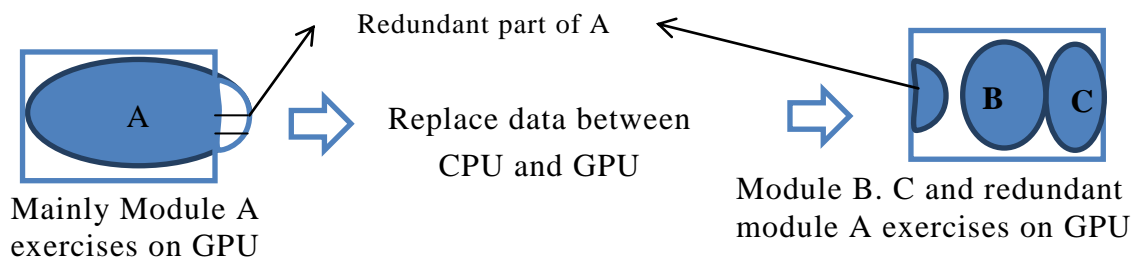 Redundant part of A
A
Replace data between
CPU and GPU
B
C
Mainly Module A
exercises on GPU
Module B. C and redundant
module A exercises on GPU